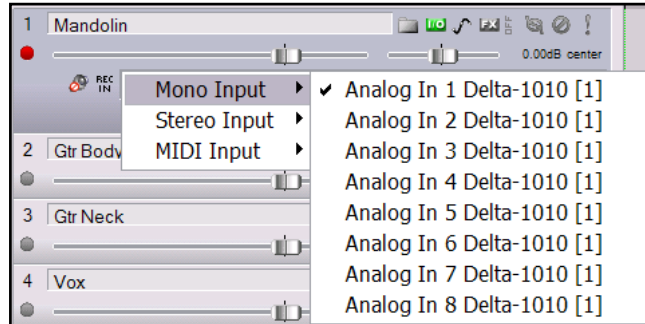 1 Mandolin I/O FX
0.00dB center
REC IN
Mono Input
Stereo Input
MIDI Input
Analog In 1 Delta-1010 [1]
Analog In 2 Delta-1010 [1]
Analog In 3 Delta-1010 [1]
Analog In 4 Delta-1010 [1]
Analog In 5 Delta-1010 [1]
Analog In 6 Delta-1010 [1]
Analog In 7 Delta-1010 [1]
Analog In 8 Delta-1010 [1]
2 Gtr Body
3 Gtr Neck
4 Vox